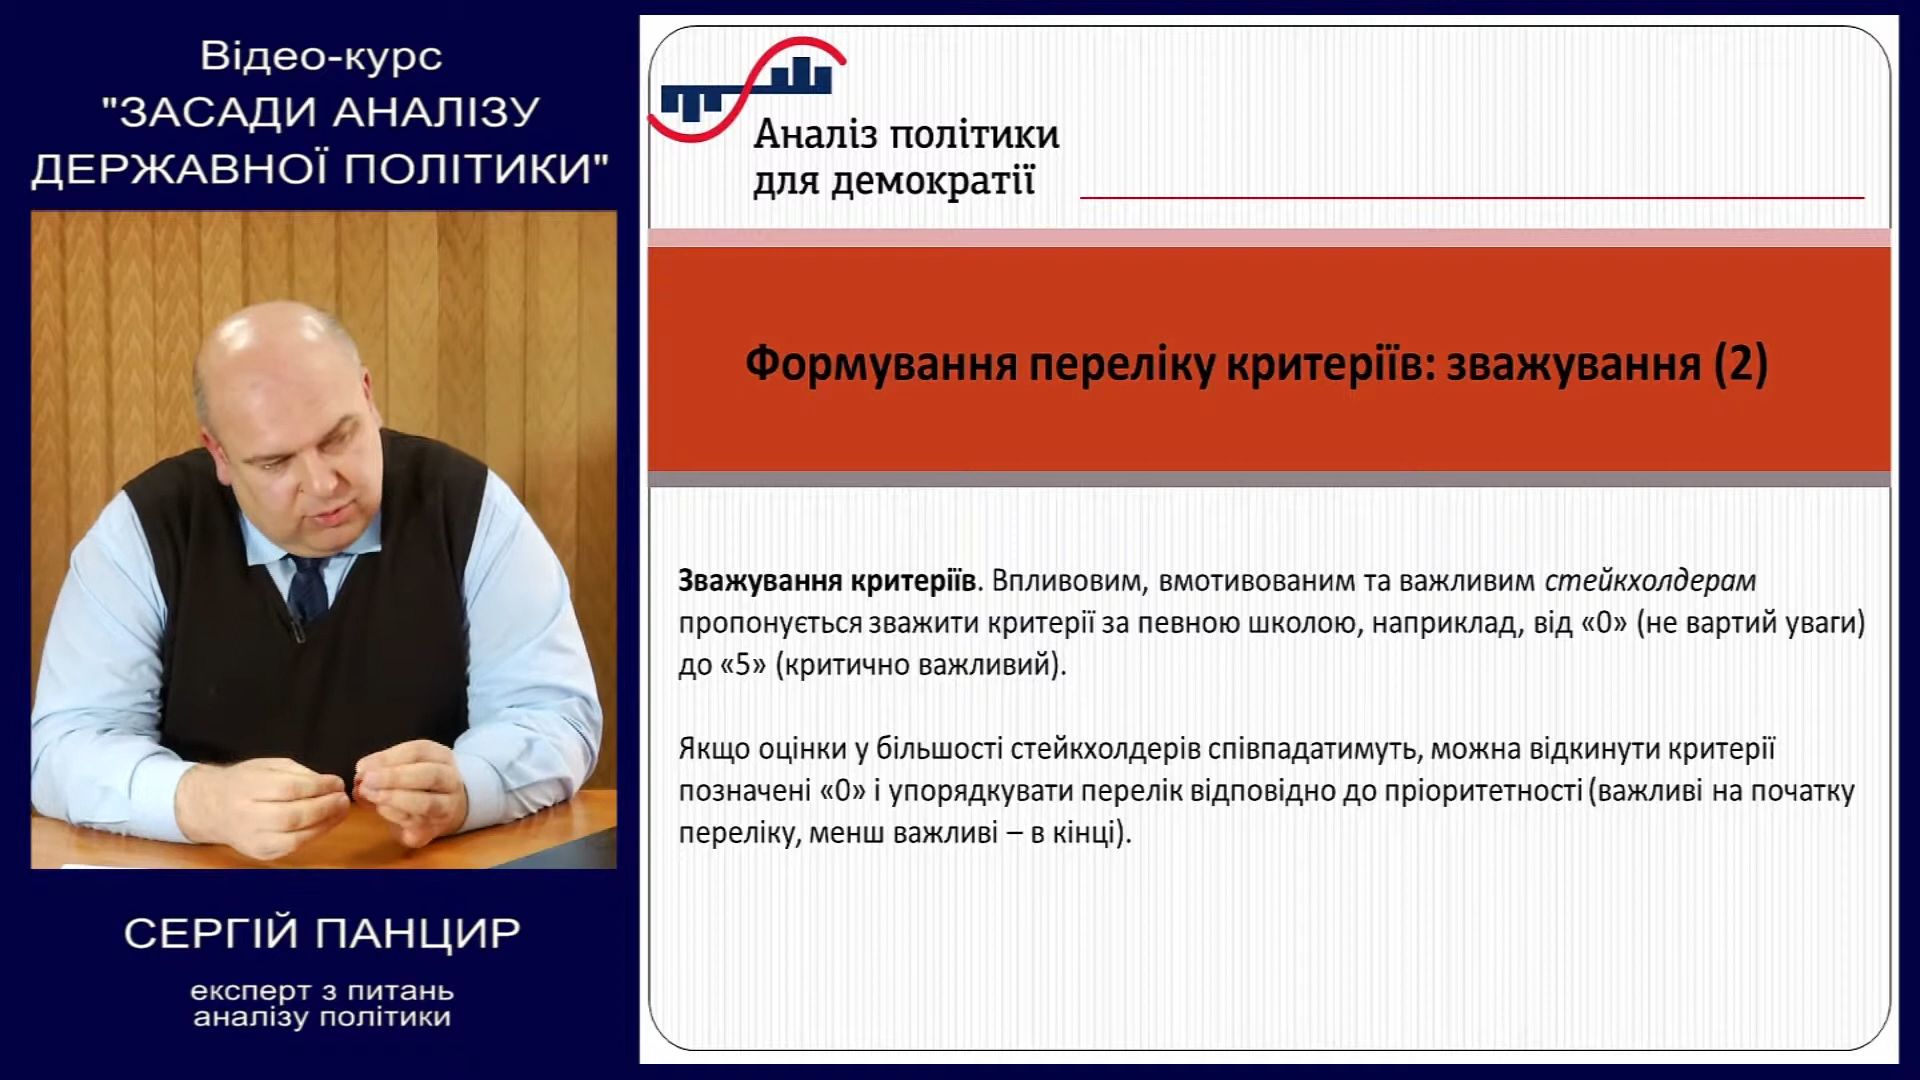 Відео-курс
"ЗАСАДИ АНАЛІЗУ
ДЕРЖАВНОЇ ПОЛІТИКИ"
СЕРГІЙ ПАНЦИР
експерт з питань
аналізу політики
Аналіз політики
для демократії
Формування переліку критеріїв: зважування (2)
Зважування критеріїв. Впливовим, вмотивованим та важливим стейкхолдерам
пропонується зважити критерії за певною школою, наприклад, від «0» (не вартий уваги)
до «5» (критично важливий).
Якщо оцінки у більшості стейкхолдерів співпадатимуть, можна відкинути критерії
позначені «0» і упорядкувати перелік відповідно до пріоритетності (важливі на початку
переліку, менш важливі – в кінці).